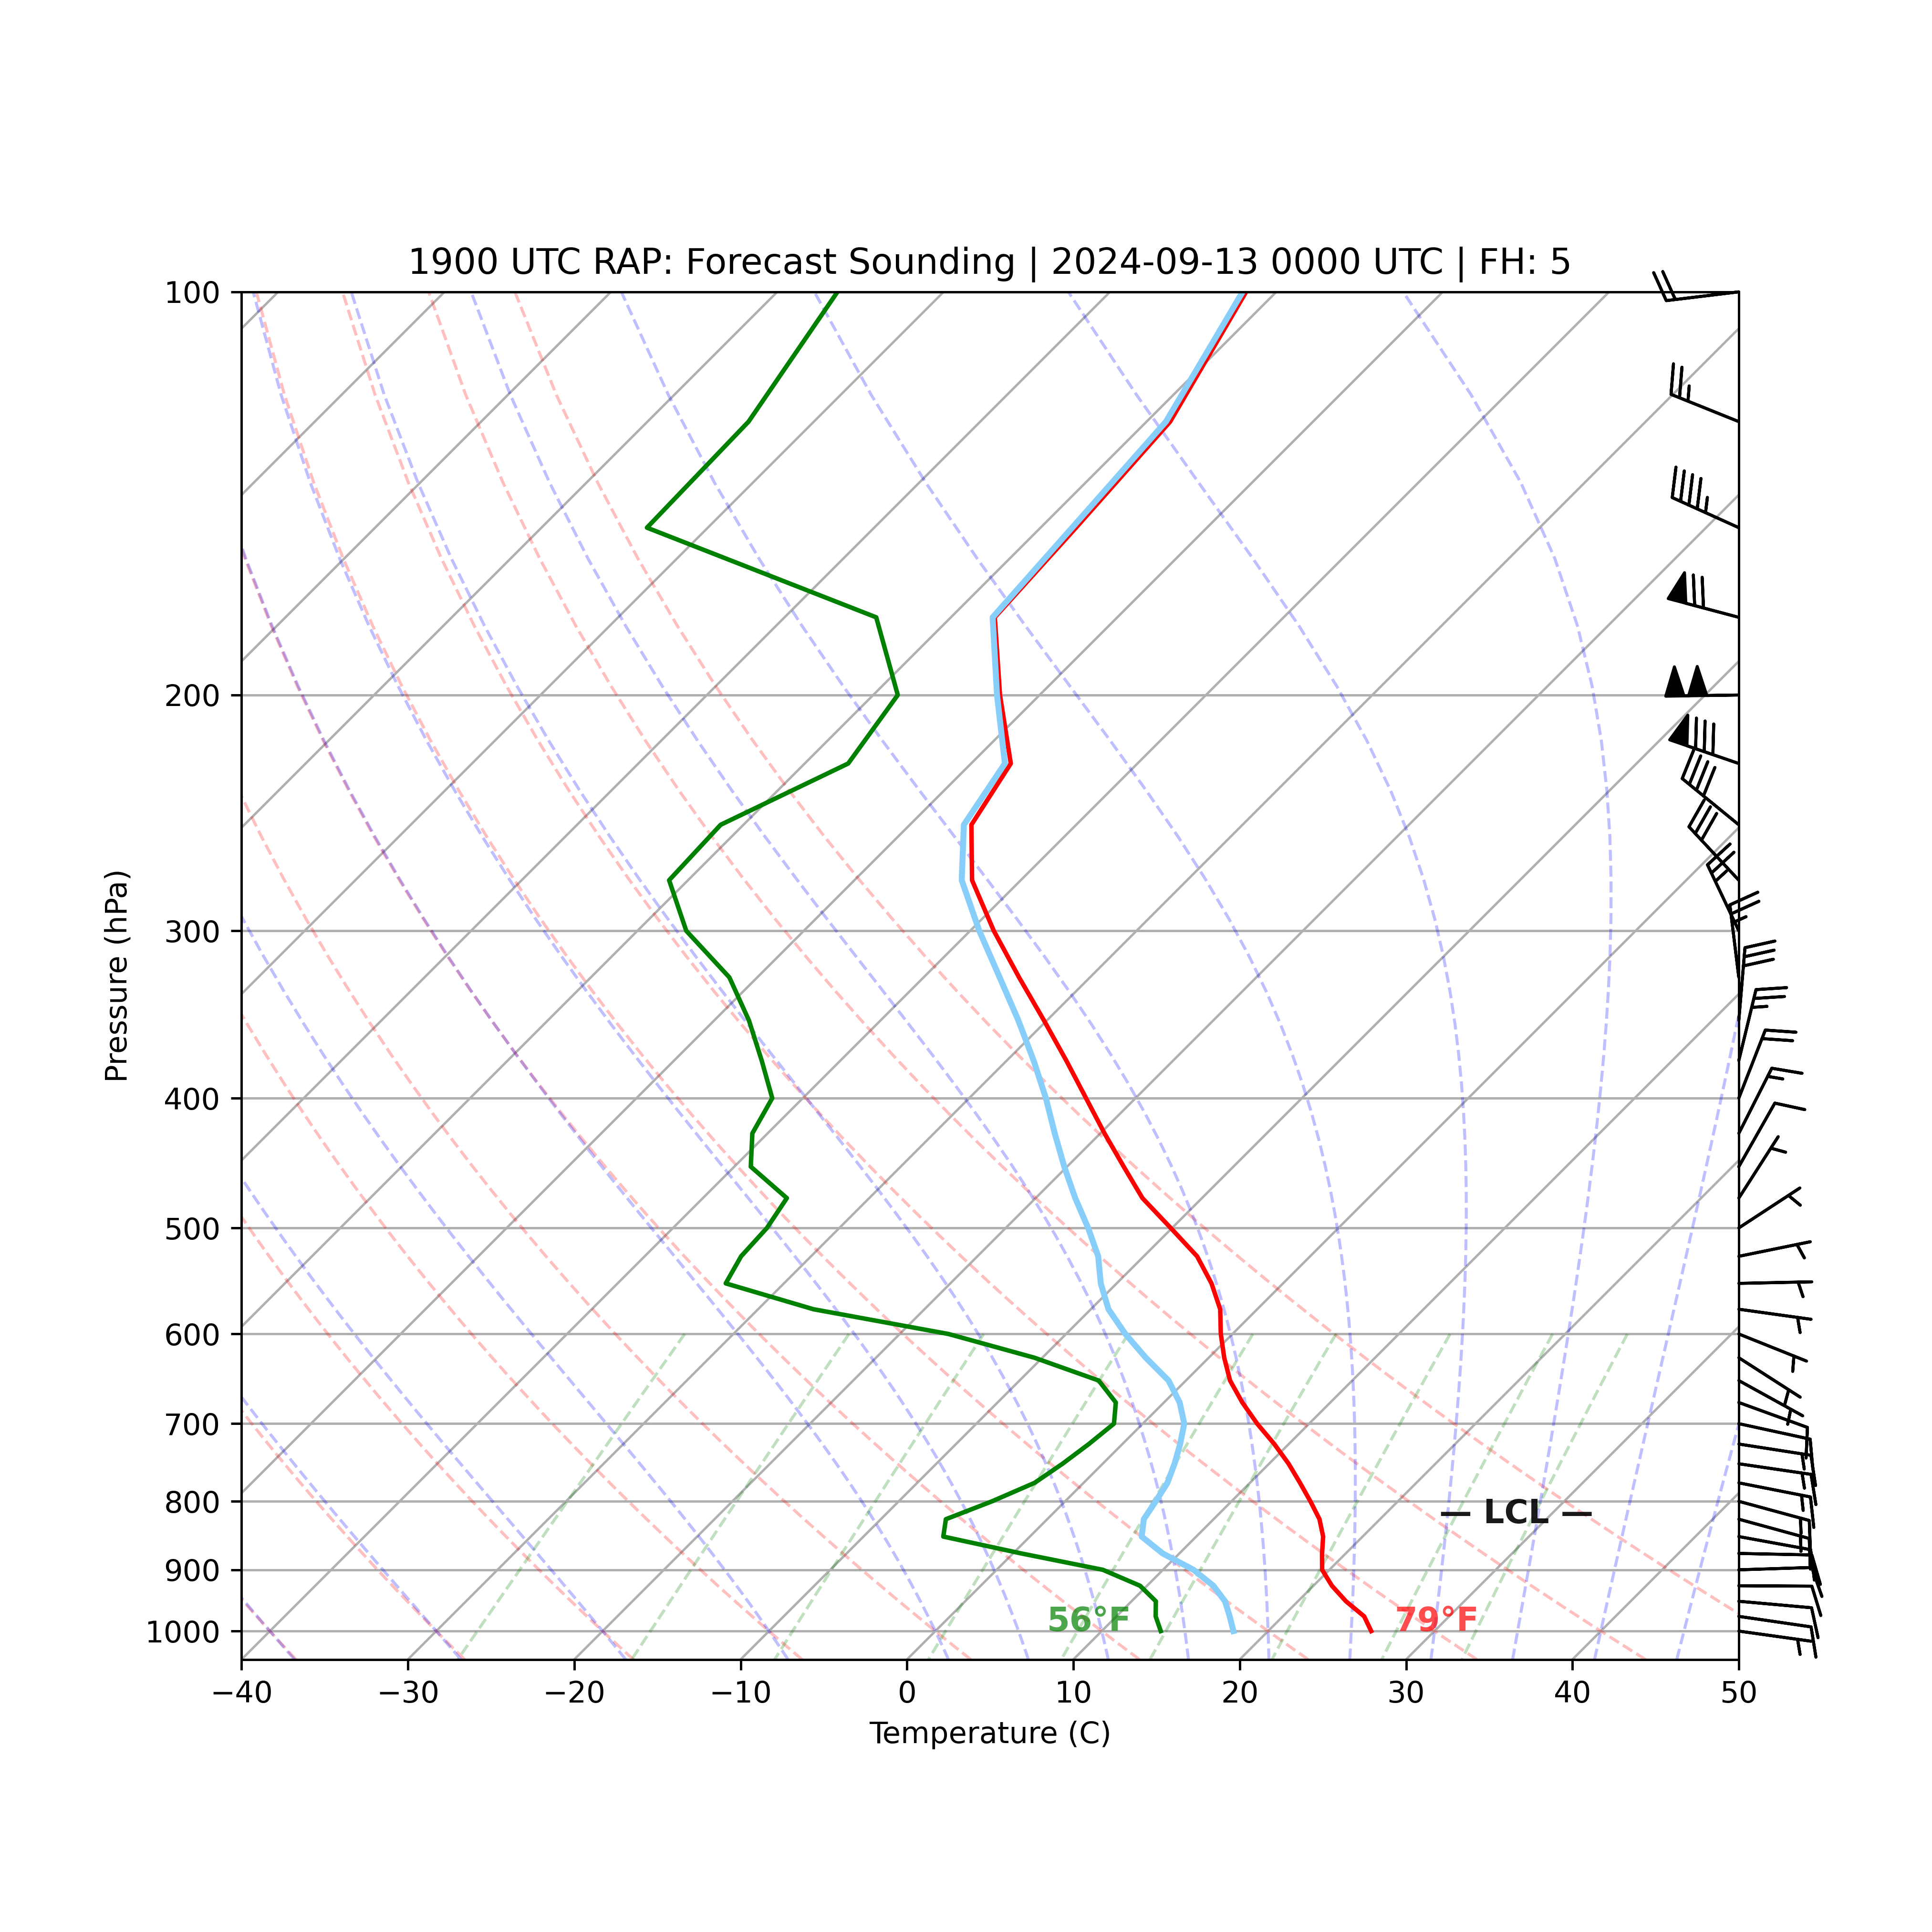 1900 UTC RAP: Forecast Sounding | 2024-09-13 0000 UTC | FH: 5
100
200
300
400
500
600
700
800
900
1000
Pressure (hPa)
— LCL —
56°F
79°F
−40 −30 −20 −10 0 10 20 30 40 50
Temperature (C)